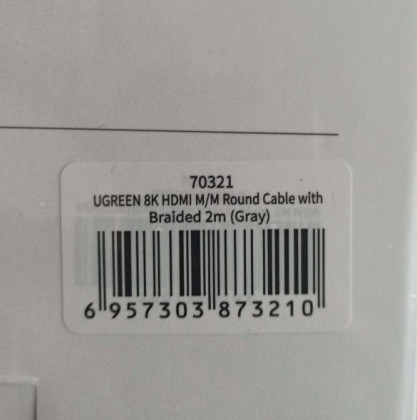 70321
UGREEN 8K HDMI M/M Round Cable with
Braided 2m (Gray)
6 957303 873210